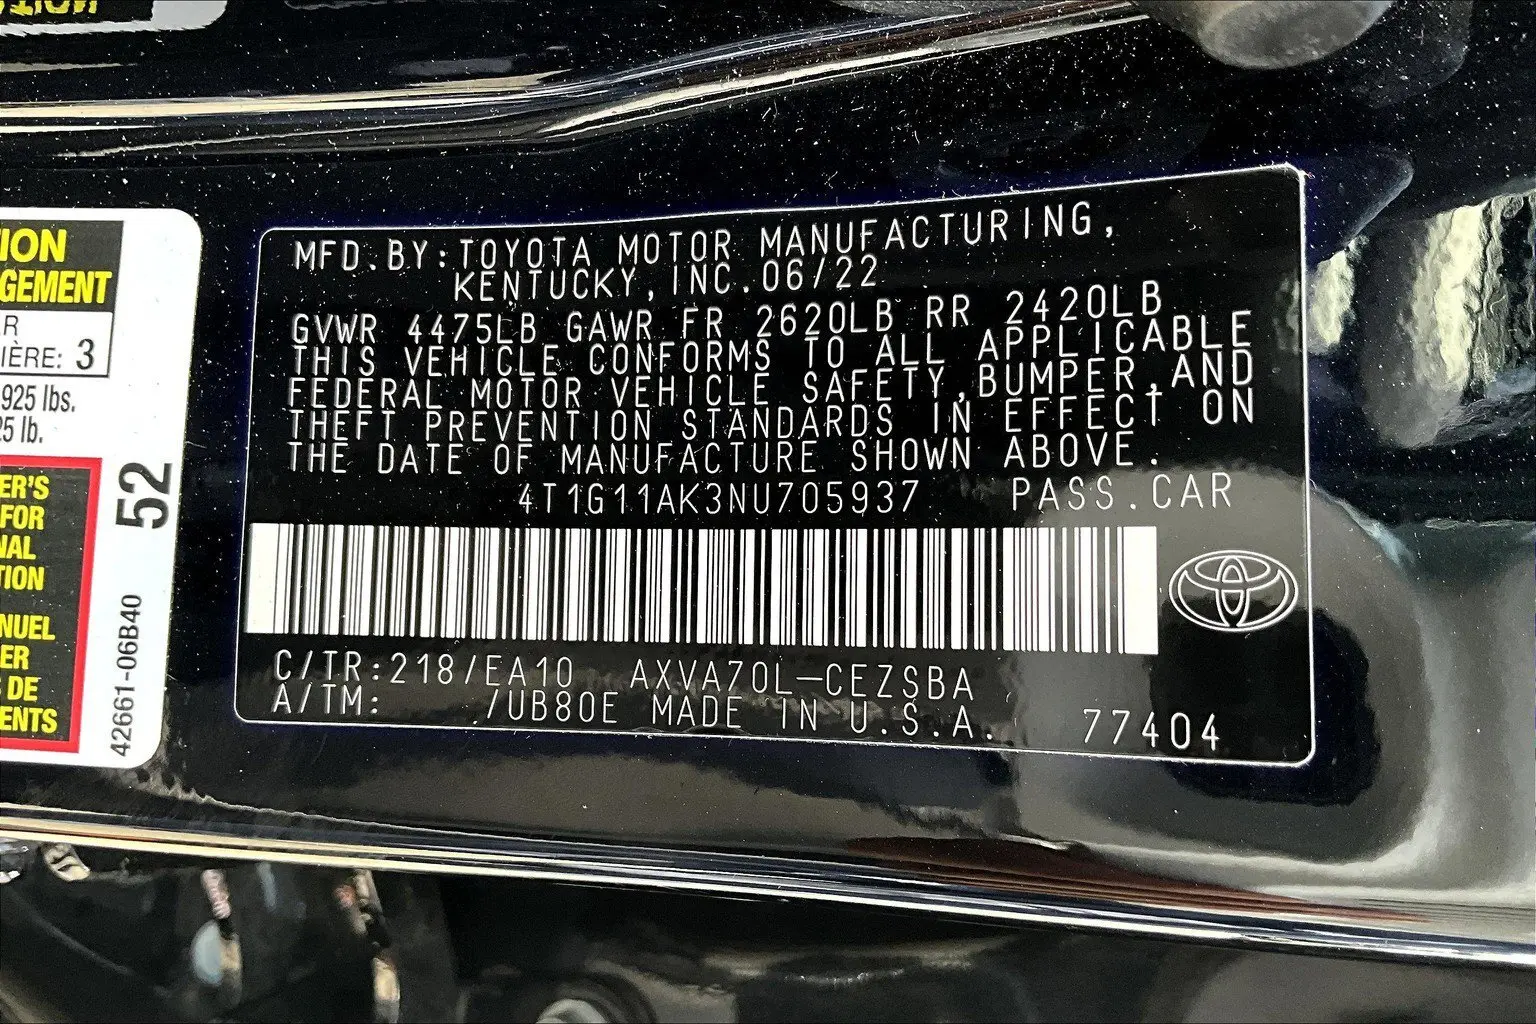 TION
GEMENT
R
IÈRE: 3
925 lbs.
25 lb.
ER'S
FOR
NAL
TION
NUEL
ER
S DE
ENTS
52
42661-06B40
MFD.BY:TOYOTA MOTOR MANUFACTURING,
KENTUCKY,INC.06/22
GVWR 4475LB GAWR FR 2620LB RR 2420LB
THIS VEHICLE CONFORMS TO ALL APPLICABLE
FEDERAL MOTOR VEHICLE SAFETY,BUMPER,AND
THEFT PREVENTION STANDARDS IN EFFECT ON
THE DATE OF MANUFACTURE SHOWN ABOVE.
4T1G11AK3NU705937 PASS.CAR
C/TR:218/EA10 AXVA70L-CEZSBA
A/TM: /UB80E MADE IN U.S.A. 77404